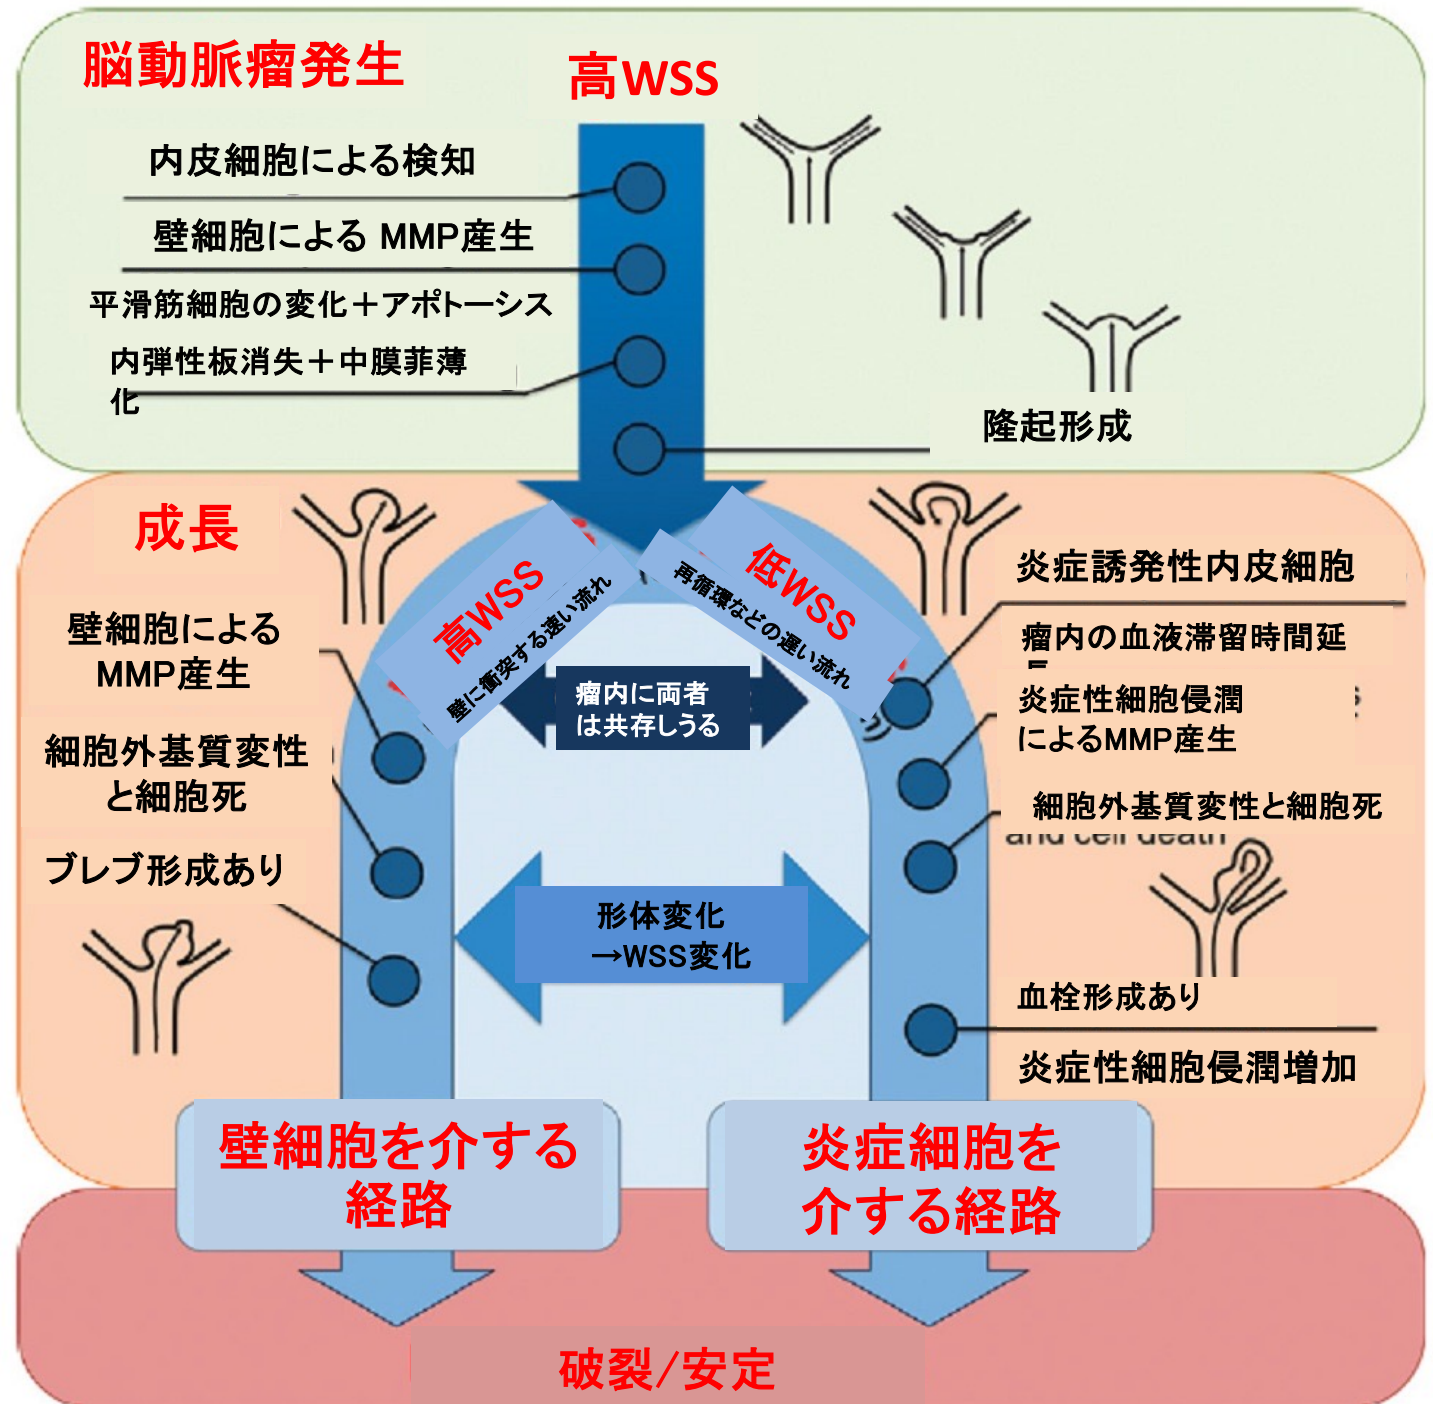 脳動脈瘤発生
高WSS
内皮細胞による検知
壁細胞による MMP産生
平滑筋細胞の変化＋アポトーシス
内弾性板消失＋中膜菲薄
化
隆起形成
成長
高WSS
壁に衝突する速い流れ
低WSS
再循環などの遅い流れ
瘤内に両者
は共存しうる
壁細胞による
MMP産生
細胞外基質変性
と細胞死
ブレブ形成あり
炎症誘発性内皮細胞
瘤内の血液滞留時間延
炎症性細胞侵潤
によるMMP産生
細胞外基質変性と細胞死
and cell death
形体変化
→WSS変化
血栓形成あり
炎症性細胞侵潤増加
壁細胞を介する
経路
炎症細胞を
介する経路
破裂/安定